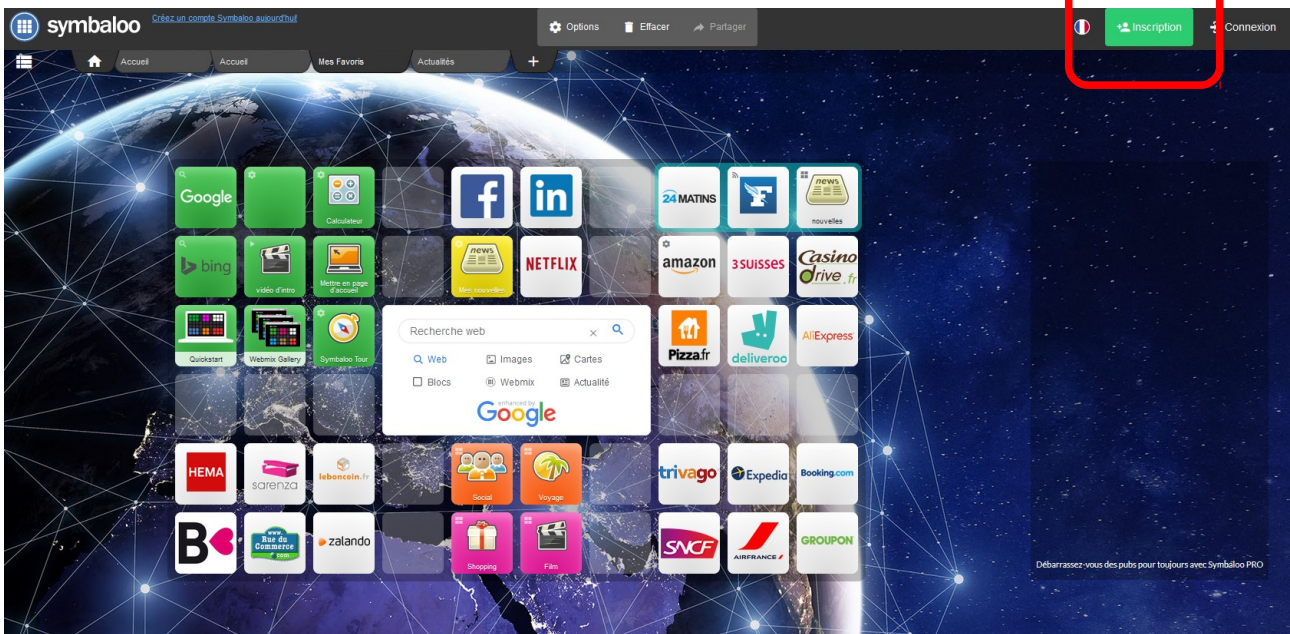 symbaloo
Créez un compte Symbaloo aujourd'hui!
Options
Effacer
Partager
Inscription
Connexion
Accueil
Accueil
Mes Favoris
Actualités
+
Google
Calculateur
f
in
24 MATINS
F
news
nouvelles
bing
vidéo d'intro
Mettre en page
d'accueil
news
Mes nouvelles
NETFLIX
amazon
3SUISSES
Casino
drive.fr
Quickstart
Webmix Gallery
Symbaloo Tour
Recherche web
Web
Images
Cartes
Blocs
Webmix
Actualité
enhanced by
Google
Pizza.fr
deliveroo
AliExpress
HEMA
sarenza
leboncoin.fr
Social
Voyage
trivago
Expedia
Booking.com
B
www.
Rue du
Commerce
.com
zalando
Shopping
Film
SNCF
AIRFRANCE
GROUPON
Débarrassez-vous des pubs pour toujours avec Symbaloo PRO